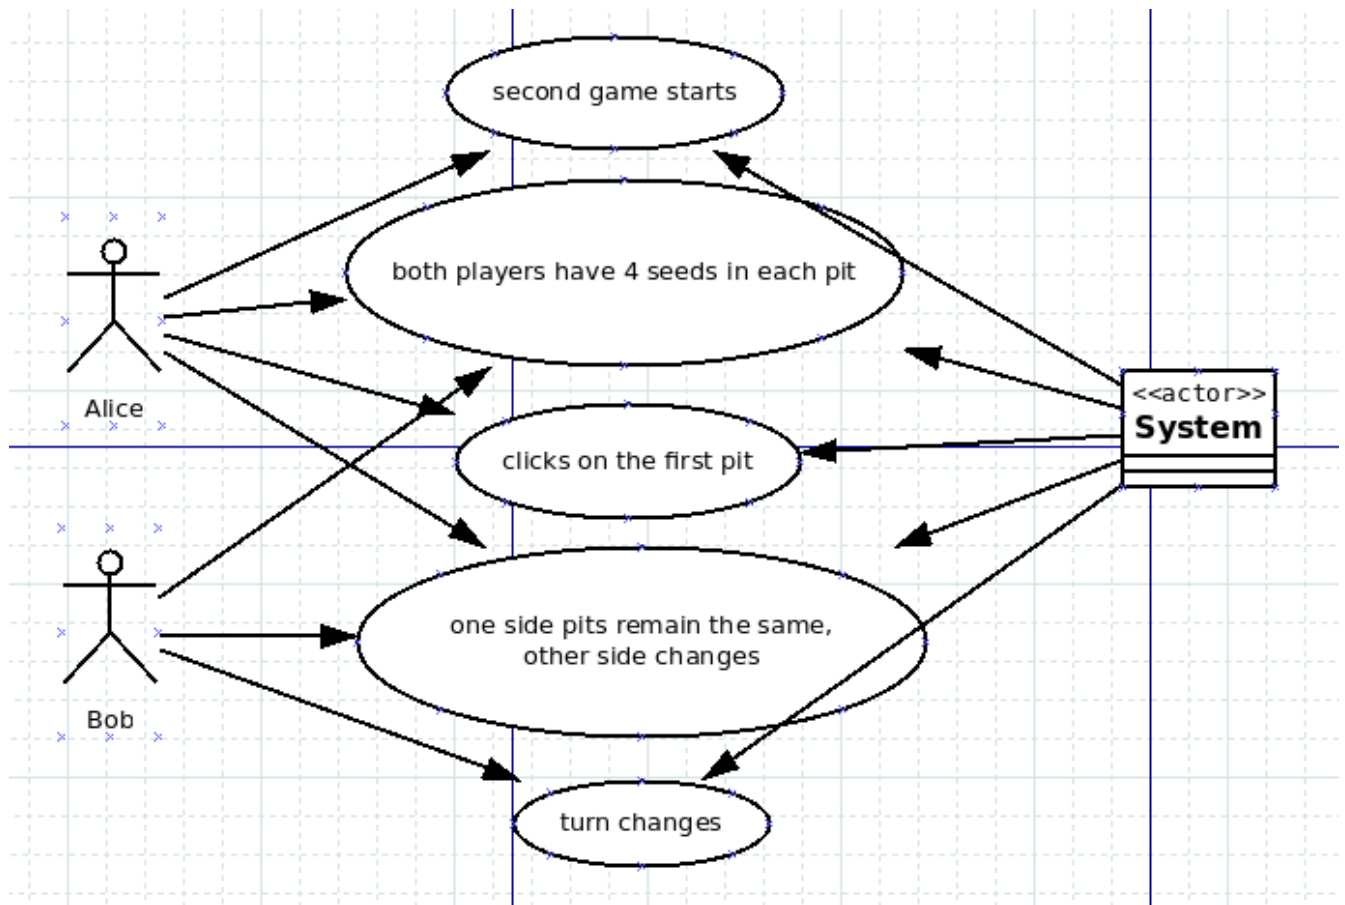 second game starts
both players have 4 seeds in each pit
<<actor>>
System
Alice
clicks on the first pit
one side pits remain the same,
other side changes
Bob
turn changes